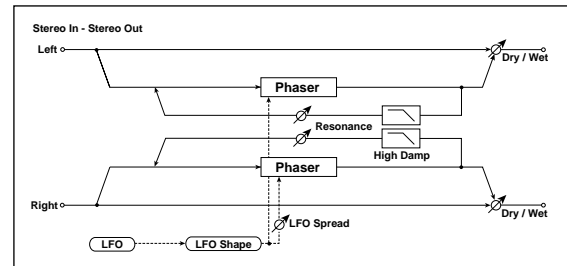 Stereo In - Stereo Out
Left
Dry / Wet
Phaser
Resonance
High Damp
Phaser
Right
Dry / Wet
LFO Spread
LFO
LFO Shape